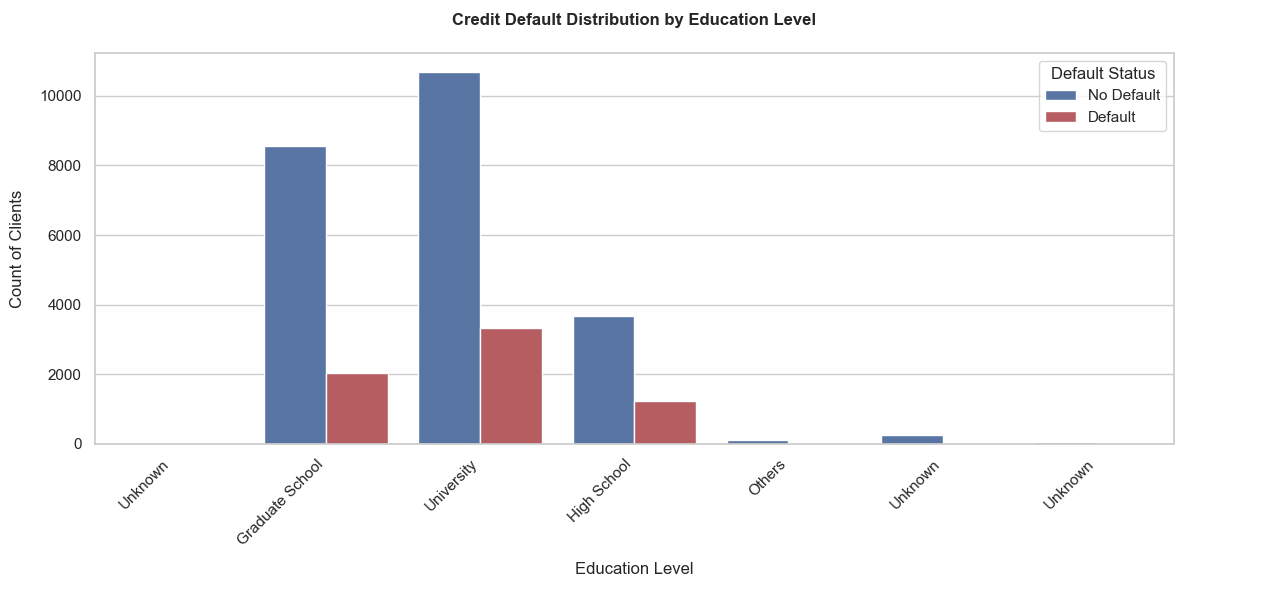 Credit Default Distribution by Education Level
Default Status
No Default
Default
Count of Clients
10000
8000
6000
4000
2000
0
Unknown
Graduate School
University
High School
Others
Unknown
Unknown
Education Level